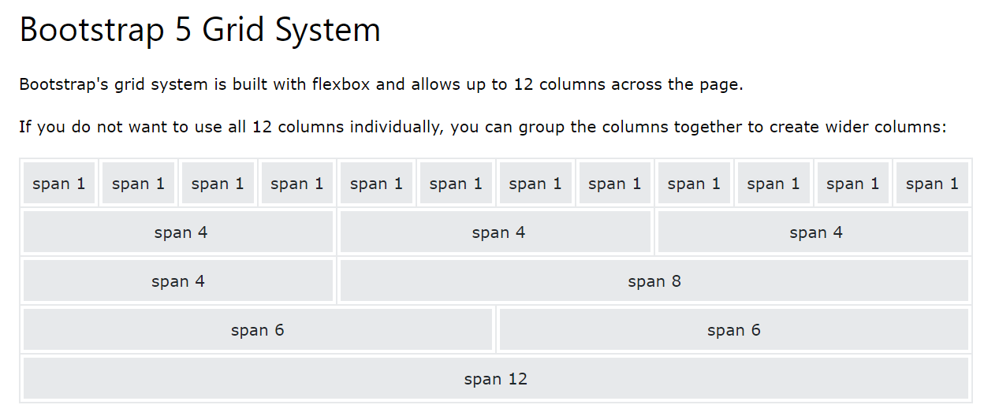 Bootstrap 5 Grid System
Bootstrap's grid system is built with flexbox and allows up to 12 columns across the page.
If you do not want to use all 12 columns individually, you can group the columns together to create wider columns:
span 1 span 1 span 1 span 1 span 1 span 1 span 1 span 1 span 1 span 1 span 1 span 1
span 4 span 4 span 4
span 4 span 8
span 6 span 6
span 12